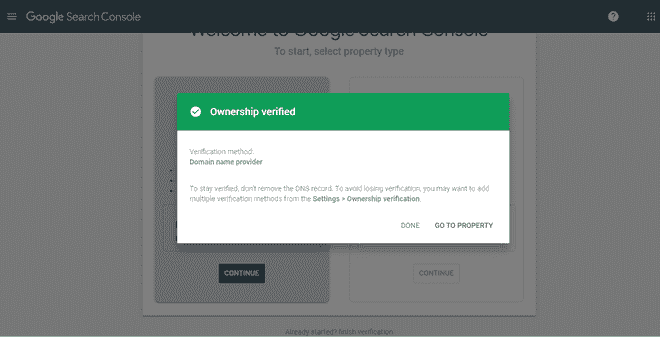 Google Search Console
Welcome to Google Search Console
To start, select property type
Ownership verified
Verification method:
Domain name provider
To stay verified, don't remove the DNS record. To avoid losing verification, you may want to add
multiple verification methods from the Settings > Ownership verification.
DONE GO TO PROPERTY
CONTINUE CONTINUE
Already started? finish verification